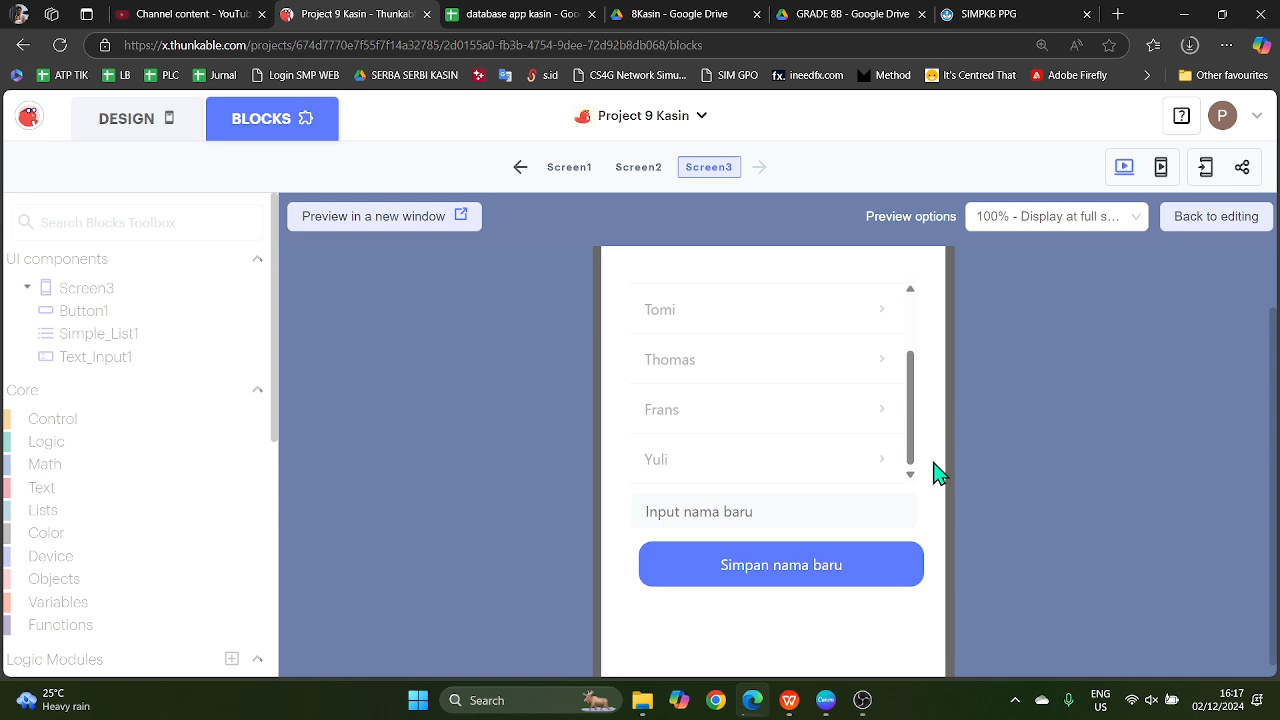 Channel content - YouTub
Project 9 Kasin - Thunkab
database app kasin - Goo
8Kasin - Google Drive
GRADE 8B - Google Drive
SIMPKB PPG
https://x.thunkable.com/projects/674d7770e7f55f7f14a32785/2d0155a0-fb3b-4754-9dee-72d92b8db068/blocks
ATP TIK
LB
PLC
Jurnal
Login SMP WEB
SERBA SERBI KASIN
sid
CS4G Network Simu...
SIM GPO
fx. ineedfx.com
Methinf
It's Central That
Adobe Firefly
Other favourites
DESIGN
BLOCKS
Project 9 Kasin
P
Screen1 Screen2 Screen3
Search Blocks Toolbox
Preview in a new window
Preview options
100% - Display at full s...
Back to editing
UI components
Screen3
Button1
Simple_List1
Text_Input1
Core
Control
Logic
Math
Text
Lists
Color
Device
Objects
Variables
Functions
Logic Modules
Tomi
Thomas
Frans
Yuli
Input nama baru
Simpan nama baru
25°C
Heavy rain
Search
ENG
US
16:17
02/12/2024